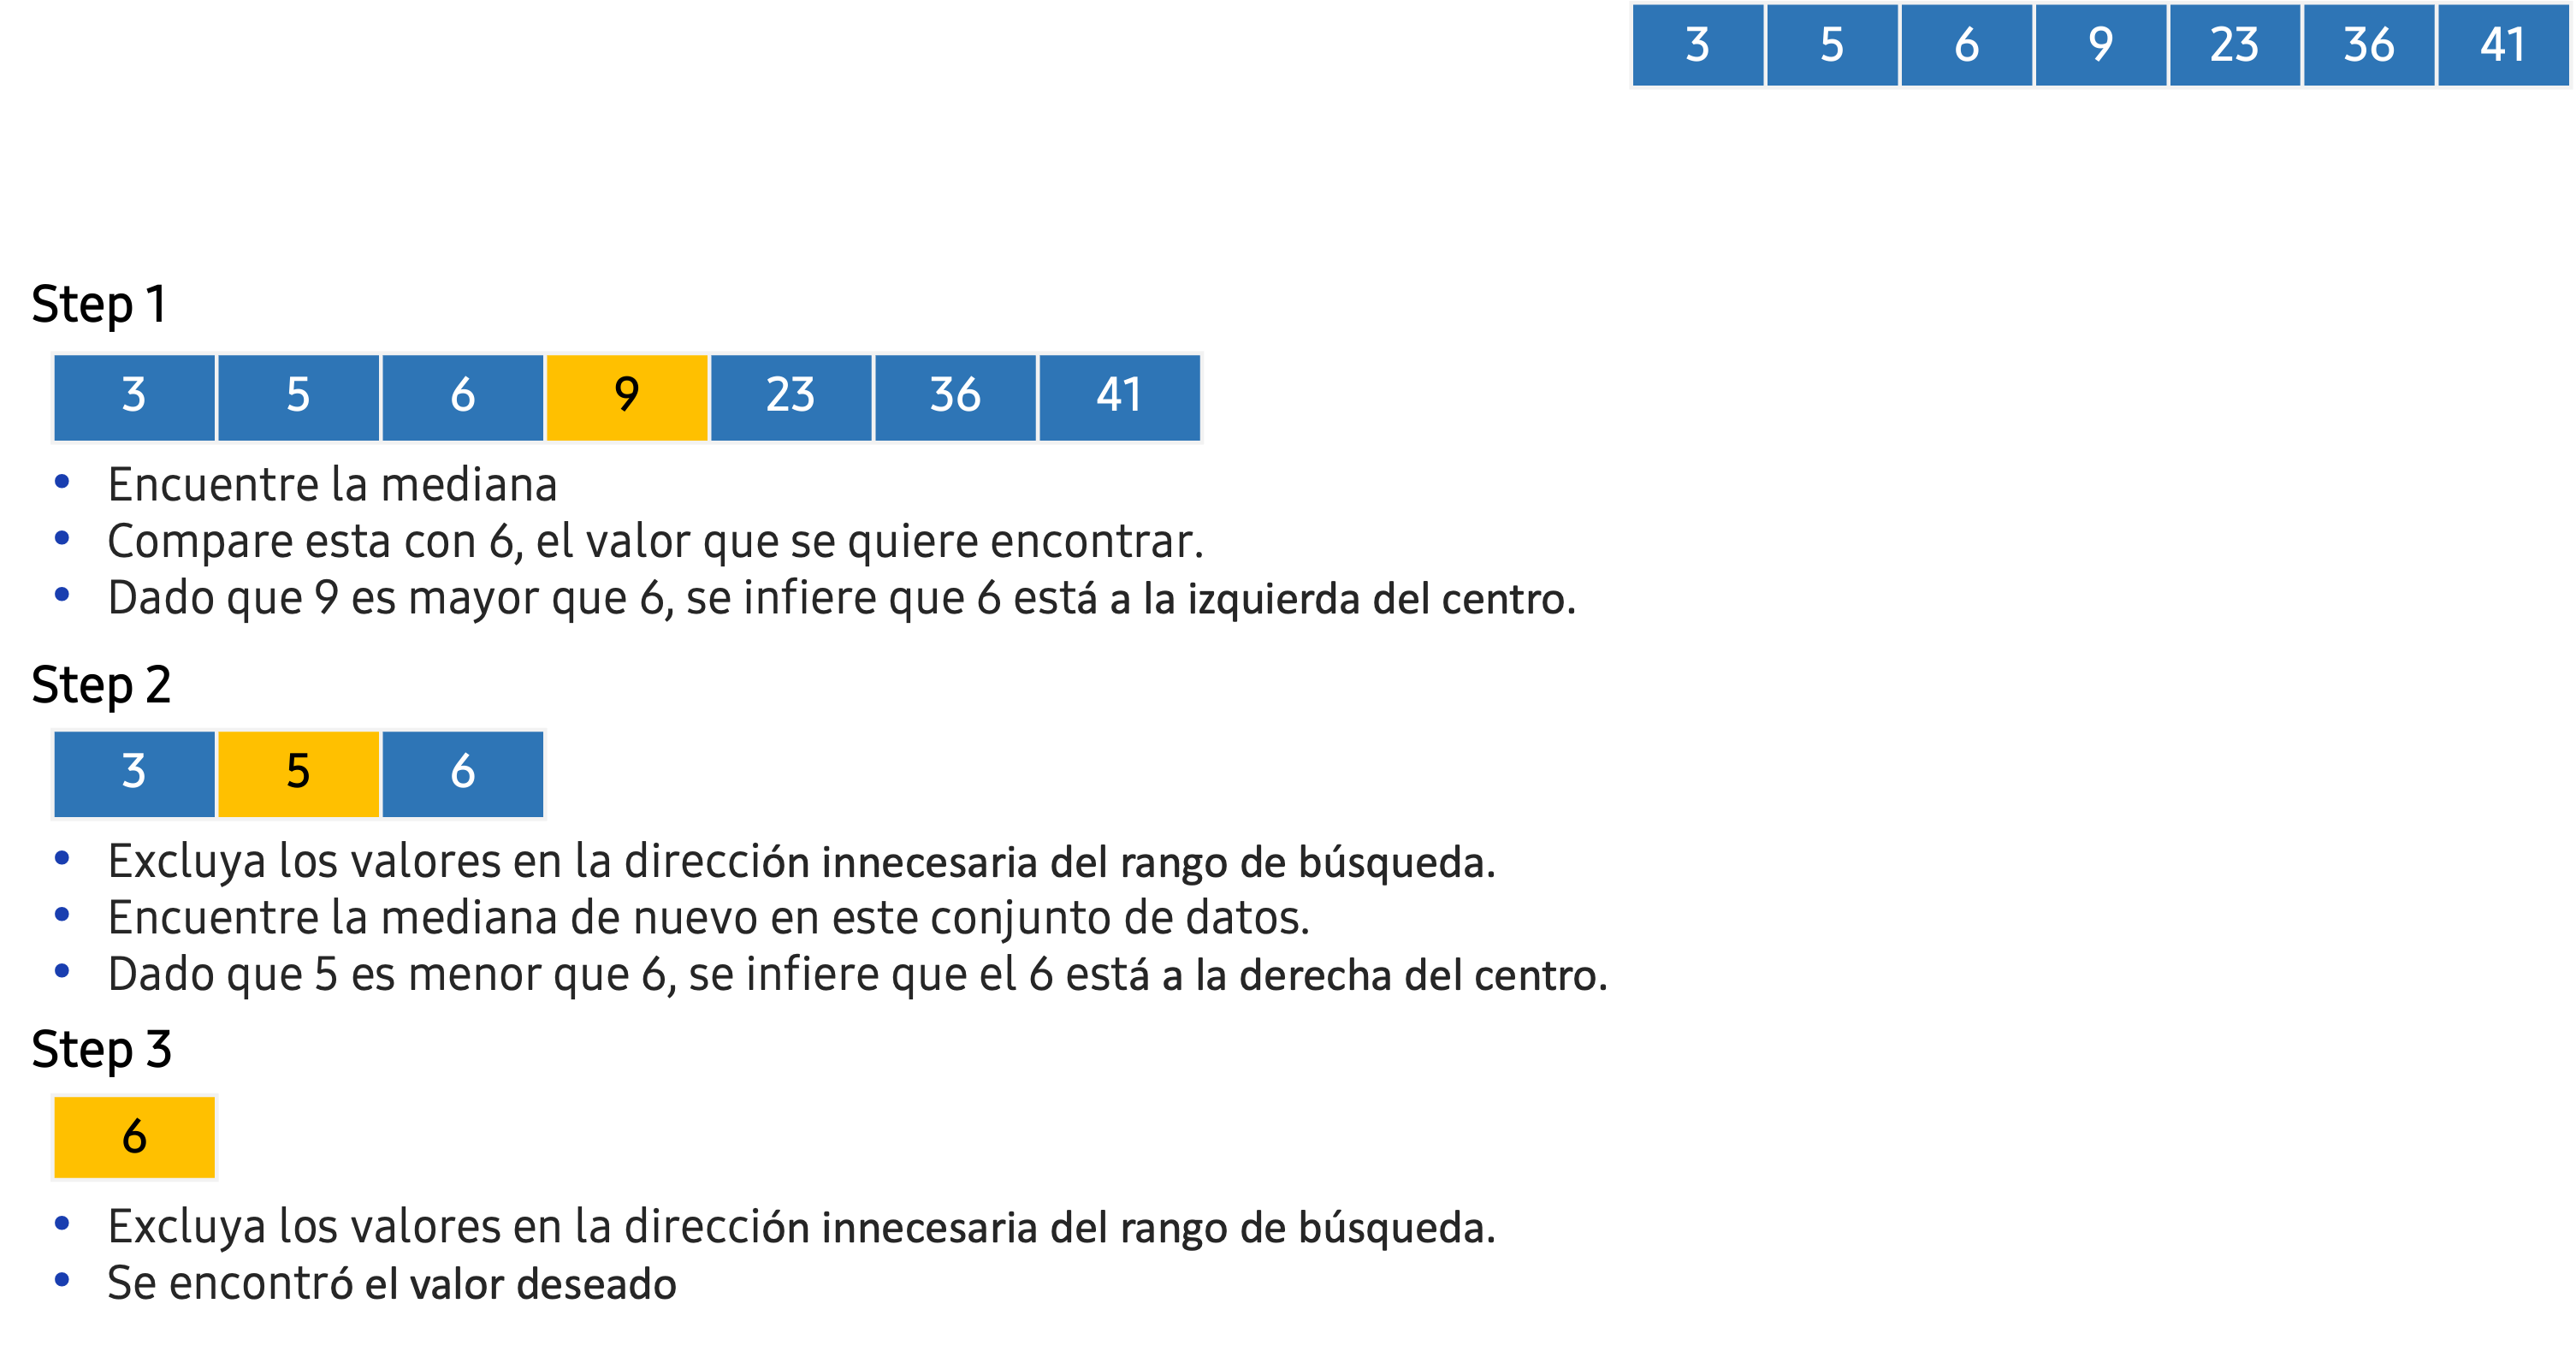 3 5 6 9 23 36 41
Step 1
3 5 6 9 23 36 41
• Encuentre la mediana
• Compare esta con 6, el valor que se quiere encontrar.
• Dado que 9 es mayor que 6, se infiere que 6 está a la izquierda del centro.
Step 2
3 5 6
• Excluya los valores en la dirección innecesaria del rango de búsqueda.
• Encuentre la mediana de nuevo en este conjunto de datos.
• Dado que 5 es menor que 6, se infiere que el 6 está a la derecha del centro.
Step 3
6
• Excluya los valores en la dirección innecesaria del rango de búsqueda.
• Se encontró el valor deseado